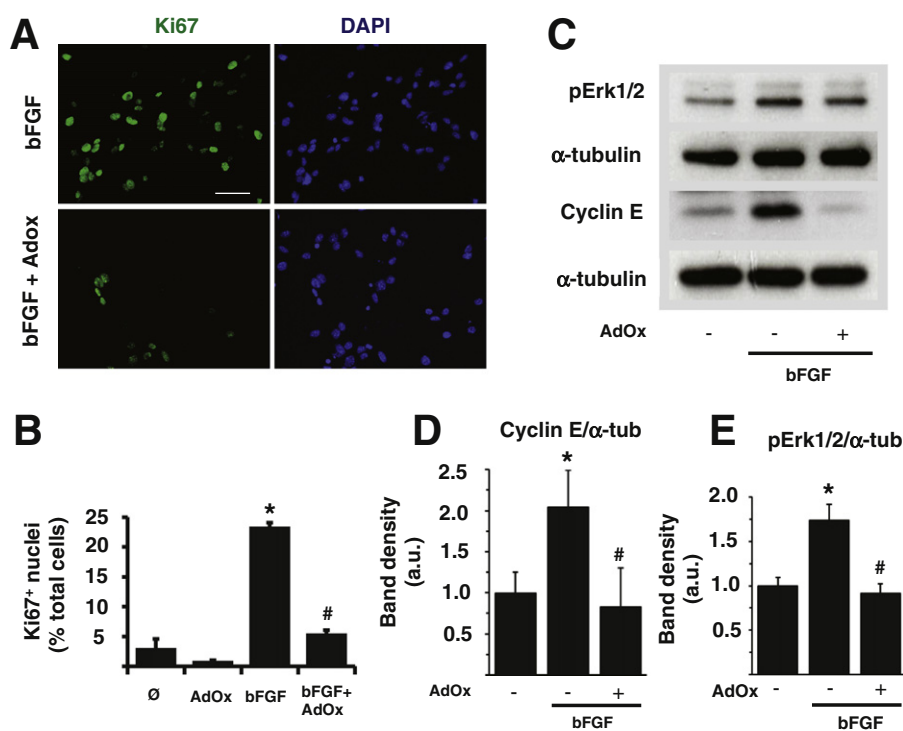 A
Ki67
DAPI
bFGF
bFGF + Adox
C
pErk1/2
α-tubulin
Cyclin E
α-tubulin
AdOx - - +
bFGF
B
Ki67+ nuclei
(% total cells)
25
20
15
10
5
Ø
AdOx
bFGF
bFGF+
AdOx
*
#
D
Cyclin E/α-tub
Band density
(a.u.)
2.5
2.0
1.5
1.0
0.5
*
#
AdOx - - +
bFGF
E
pErk1/2/α-tub
Band density
(a.u.)
2.0
1.5
1.0
0.5
*
#
AdOx - - +
bFGF